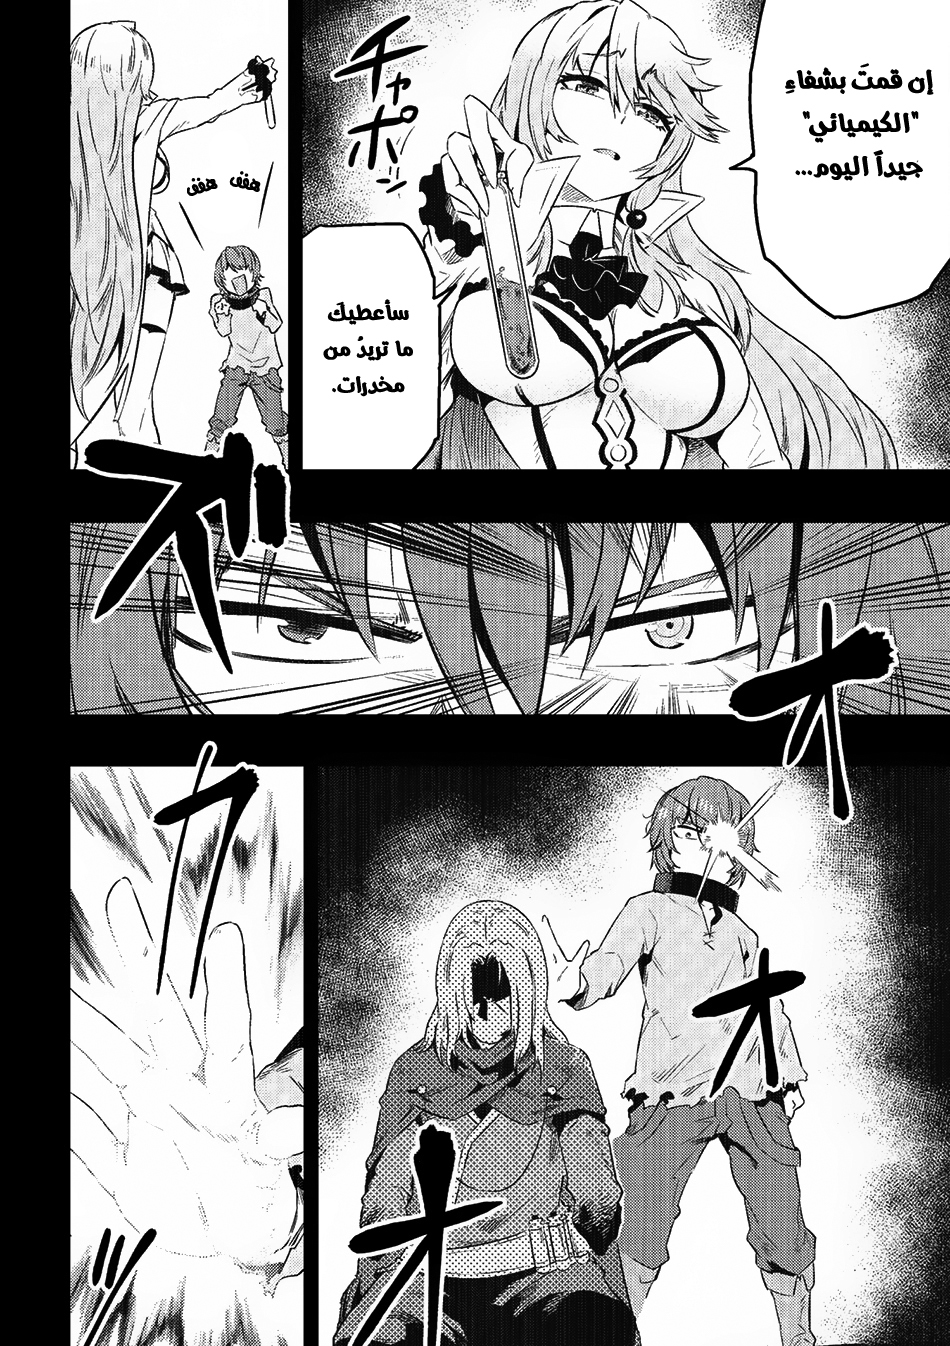 إن قمتَ بشفاءِ
"الكيميائي"
جيداً اليوم...
チャポ
سأعطيكَ
ما تريدُ من
مخدرات.
هفف هفف
ズ
オ
オ
オ
ッ